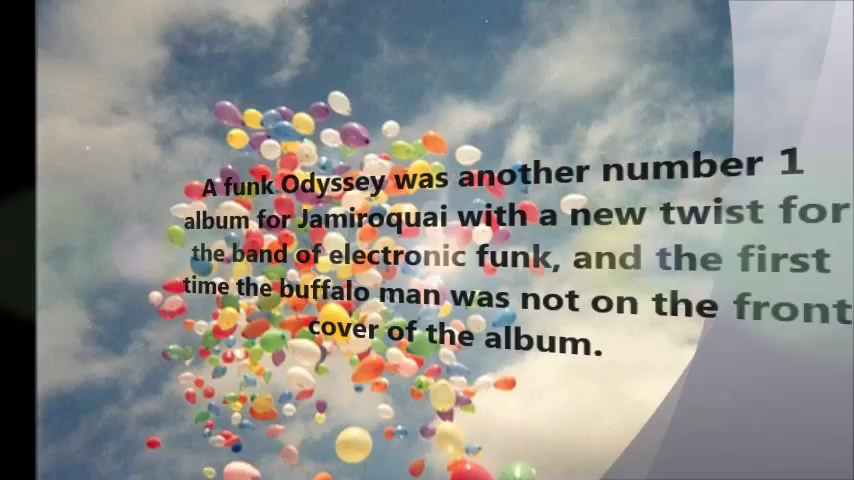 A funk Odyssey was another number 1
album for Jamiroquai with a new twist for
the band of electronic funk, and the first
time the buffalo man was not on the front
cover of the album.